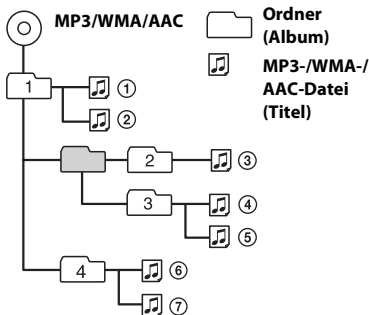 MP3/WMA/AAC
Ordner
(Album)
MP3-/WMA-/
AAC-Datei
(Titel)
1
①
②
2
③
3
④
⑤
4
⑥
⑦